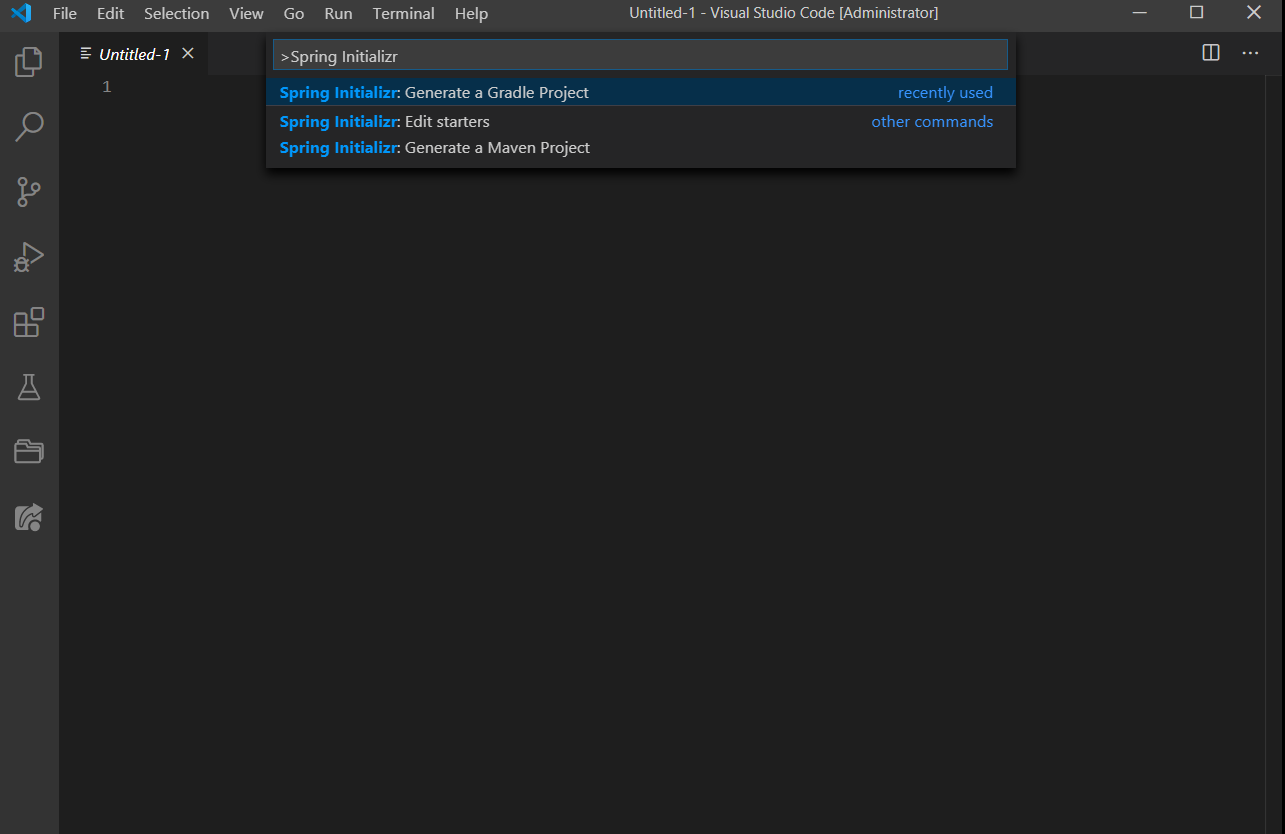 File Edit Selection View Go Run Terminal Help Untitled-1 - Visual Studio Code [Administrator]
Untitled-1
>Spring Initializr
1
Spring Initializr: Generate a Gradle Project recently used
Spring Initializr: Edit starters other commands
Spring Initializr: Generate a Maven Project